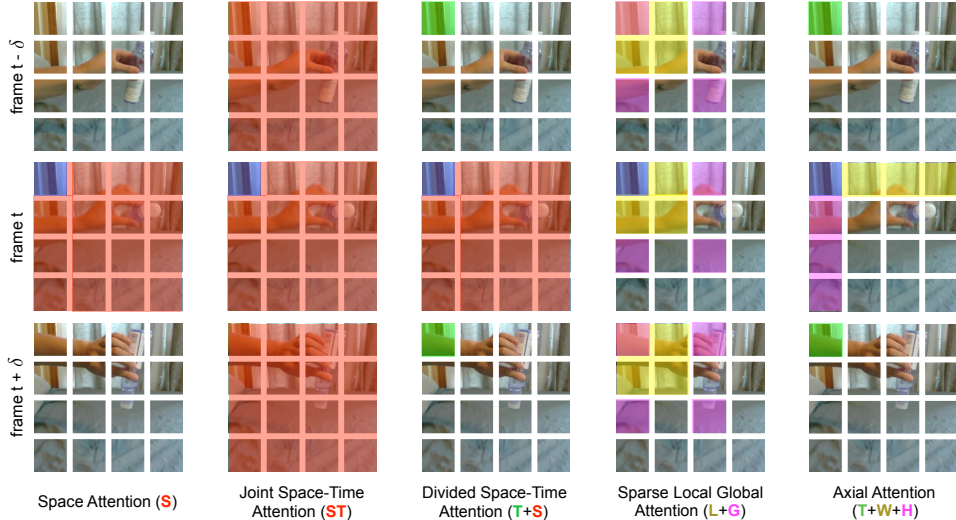 frame t - δ
frame t
frame t + δ
Space Attention (S)
Joint Space-Time
Attention (ST)
Divided Space-Time
Attention (T+S)
Sparse Local Global
Attention (L+G)
Axial Attention
(T+W+H)